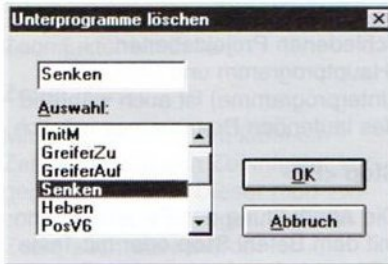 Unterprogramme löschen
Senken
Auswahl:
InitM
GreiferZu
GreiferAuf
Senken
Heben
PosV6
OK
Abbruch